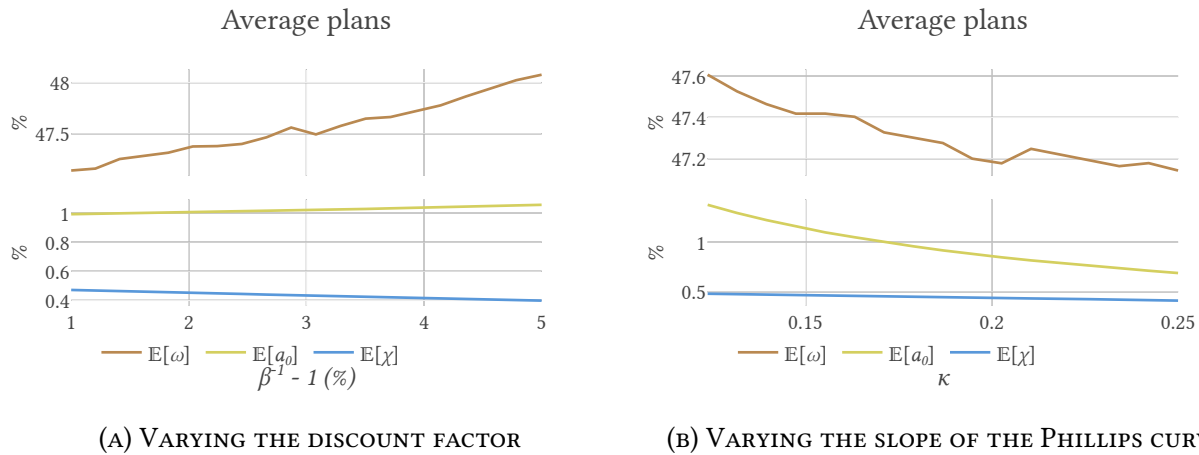 Average plans
48
47.5
%
1
0.8
0.6
0.4
%
1 2 3 4 5
𝔼[ω] 𝔼[a₀] 𝔼[χ]
β⁻¹ - 1 (%)
(A) VARYING THE DISCOUNT FACTOR
Average plans
47.6
47.4
47.2
%
1
0.5
%
0.15 0.2 0.25
𝔼[ω] 𝔼[a₀] 𝔼[χ]
κ
(B) VARYING THE SLOPE OF THE PHILLIPS